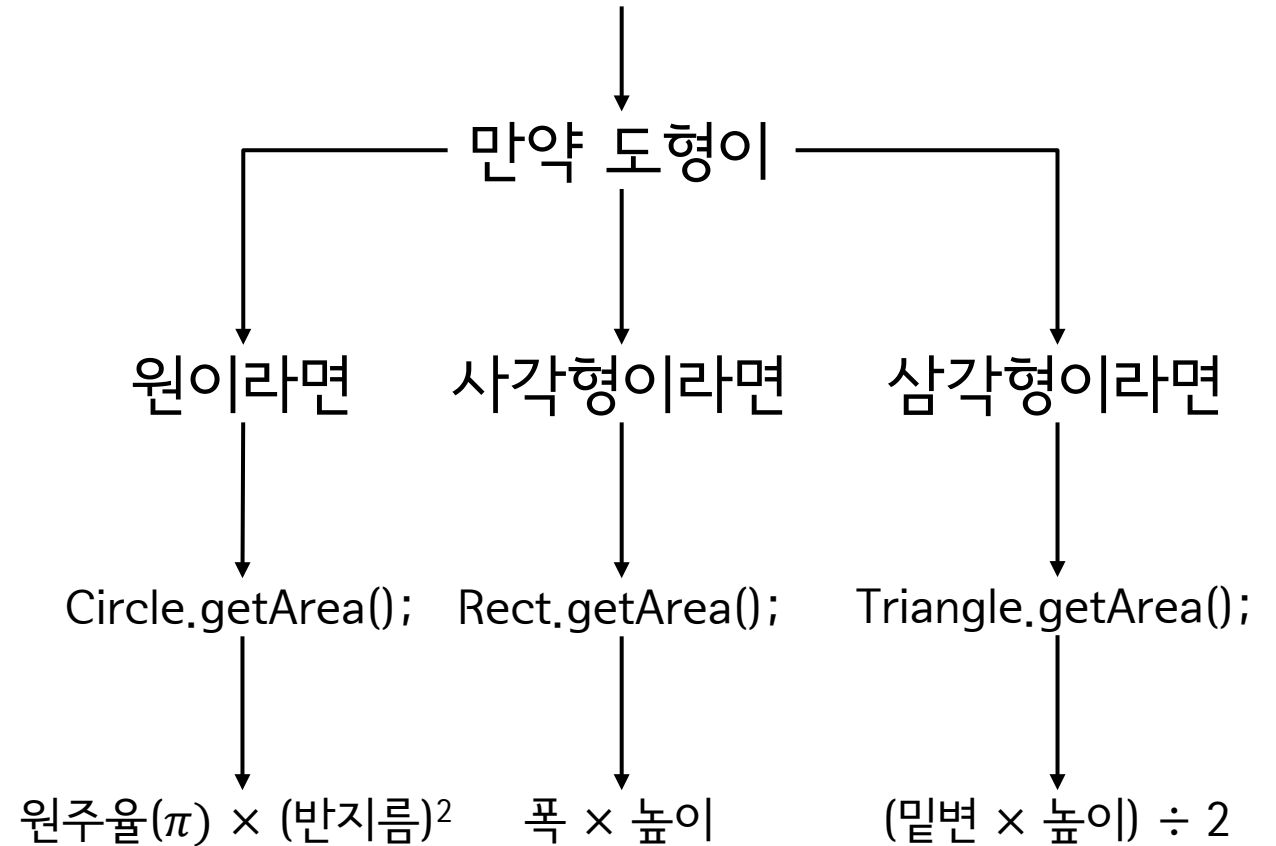 만약 도형이
원이라면 사각형이라면 삼각형이라면
Circle.getArea(); Rect.getArea(); Triangle.getArea();
원주율(π) × (반지름)² 폭 × 높이 (밑변 × 높이) ÷ 2